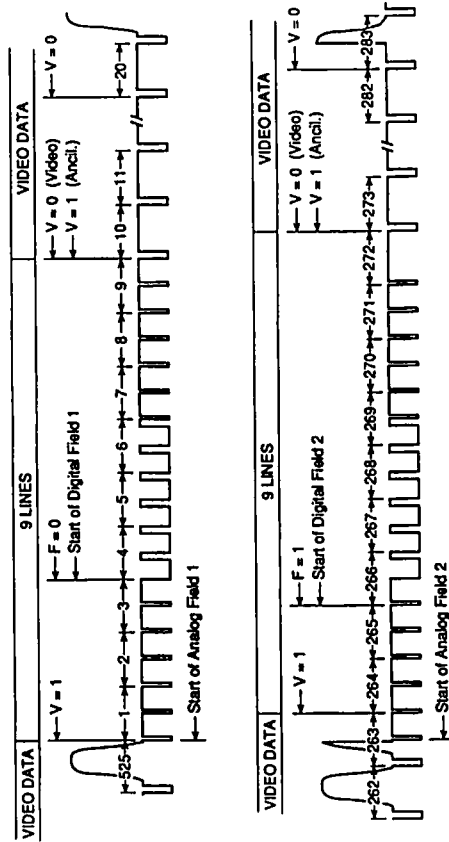 VIDEO DATA 9 LINES VIDEO DATA
V = 1 F = 0 V = 0 (Video) V = 0
Start of Digital Field 1 V = 1 (Ancil.)
525 1 2 3 4 5 6 7 8 9 10 11 20
Start of Analog Field 1
VIDEO DATA 9 LINES VIDEO DATA
V = 1 F = 1 V = 0 (Video) V = 0
Start of Digital Field 2 V = 1 (Ancil.)
262 263 264 265 266 267 268 269 270 271 272 273 282 283
Start of Analog Field 2